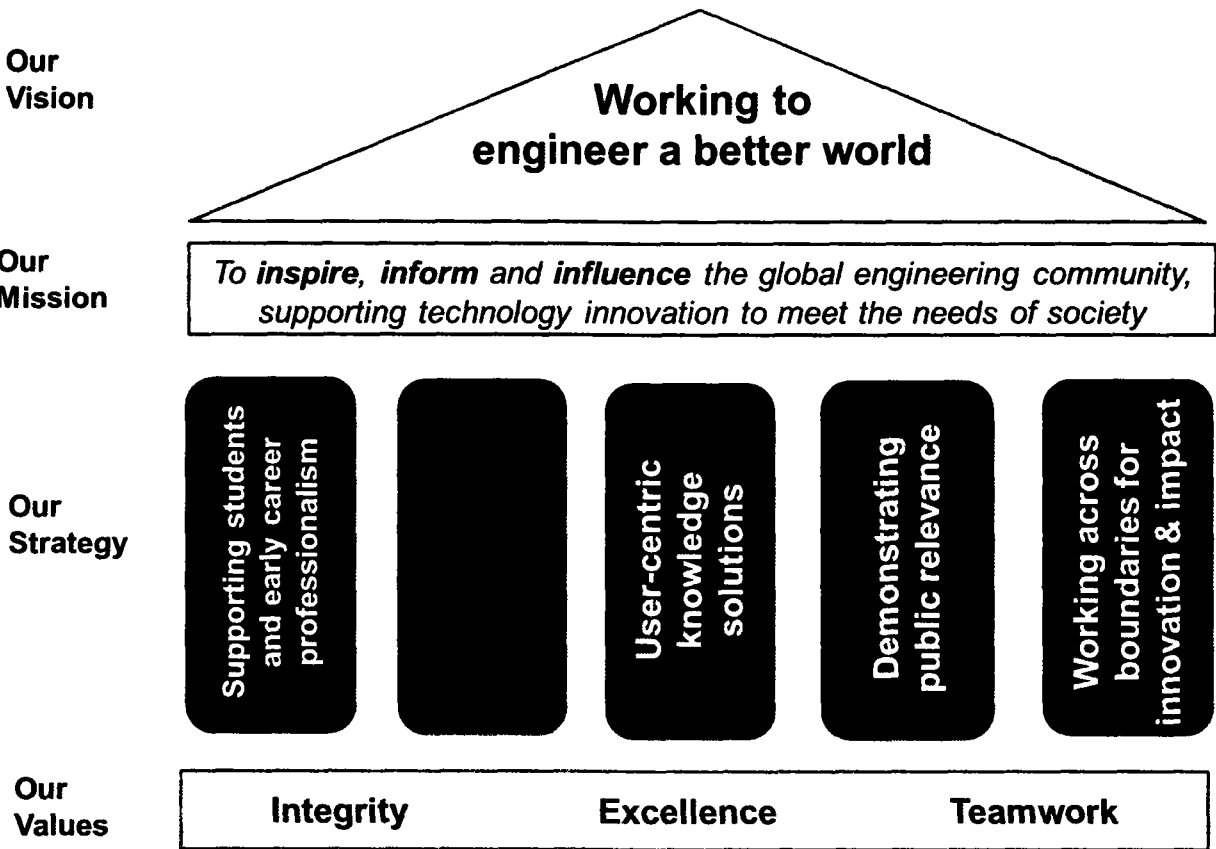 Our
Vision
Working to
engineer a better world
Our
Mission
To inspire, inform and influence the global engineering community,
supporting technology innovation to meet the needs of society
Our
Strategy
Supporting students
and early career
professionalism
User-centric
knowledge
solutions
Demonstrating
public relevance
Working across
boundaries for
innovation & impact
Our
Values
Integrity Excellence Teamwork